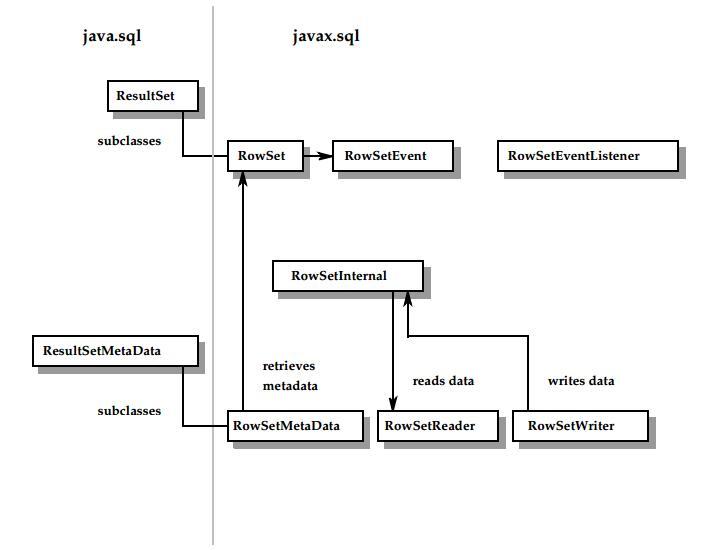 java.sql
javax.sql
ResultSet
subclasses
RowSet
RowSetEvent
RowSetEventListener
RowSetInternal
ResultSetMetaData
retrieves
metadata
reads data
writes data
subclasses
RowSetMetaData
RowSetReader
RowSetWriter